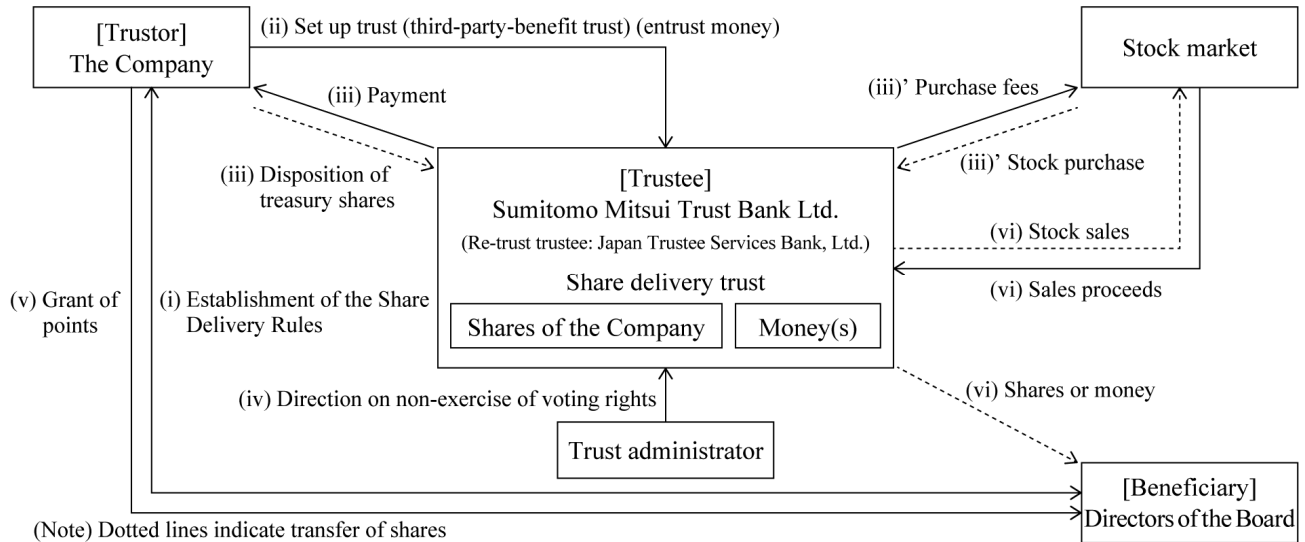 [Trustor]
The Company
(ii) Set up trust (third-party-benefit trust) (entrust money)
Stock market
(iii) Payment
(iii)’ Purchase fees
(iii) Disposition of
treasury shares
(iii)’ Stock purchase
[Trustee]
Sumitomo Mitsui Trust Bank Ltd.
(Re-trust trustee: Japan Trustee Services Bank, Ltd.)
(vi) Stock sales
(vi) Sales proceeds
Share delivery trust
Shares of the Company
Money(s)
(v) Grant of
points
(i) Establishment of the Share
Delivery Rules
(iv) Direction on non-exercise of voting rights
(vi) Shares or money
Trust administrator
[Beneficiary]
Directors of the Board
(Note) Dotted lines indicate transfer of shares